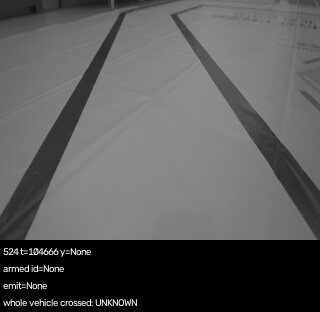 524 t=104666 y=None
armed id=None
emit=None
whole vehicle crossed: UNKNOWN